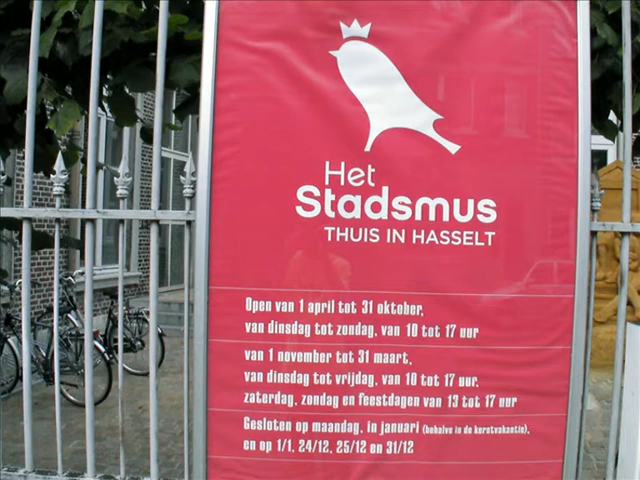 Het
Stadsmus
THUIS IN HASSELT
Open van 1 april tot 31 oktober,
van dinsdag tot zondag, van 10 tot 17 uur
van 1 november tot 31 maart,
van dinsdag tot vrijdag, van 10 tot 17 uur,
zaterdag, zondag en feestdagen van 13 tot 17 uur
Gesloten op maandag, in januari (behalve in de kerstvakantie),
en op 1/1, 24/12, 25/12 en 31/12